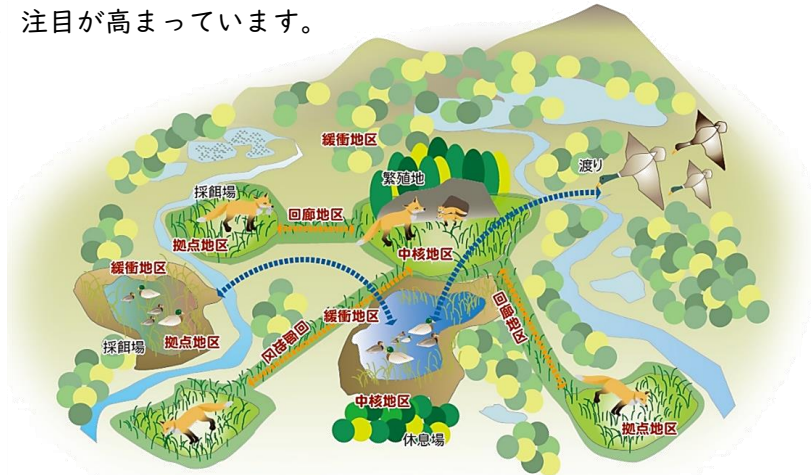 注目が高まっています。
緩衝地区
渡り
繁殖地
採餌場
回廊地区
拠点地区
中核地区
緩衝地区
緩衝地区
回廊地区
回廊地区
採餌場
拠点地区
中核地区
休息場
拠点地区